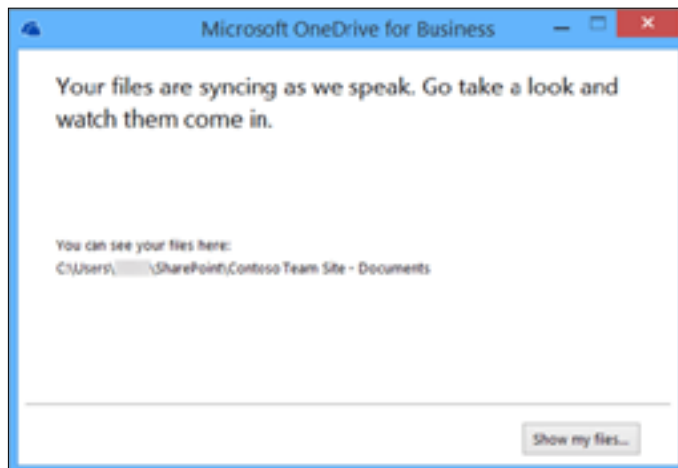 Microsoft OneDrive for Business
Your files are syncing as we speak. Go take a look and
watch them come in.
You can see your files here:
C:\Users\ \SharePoint\Contoso Team Site - Documents
Show my files...